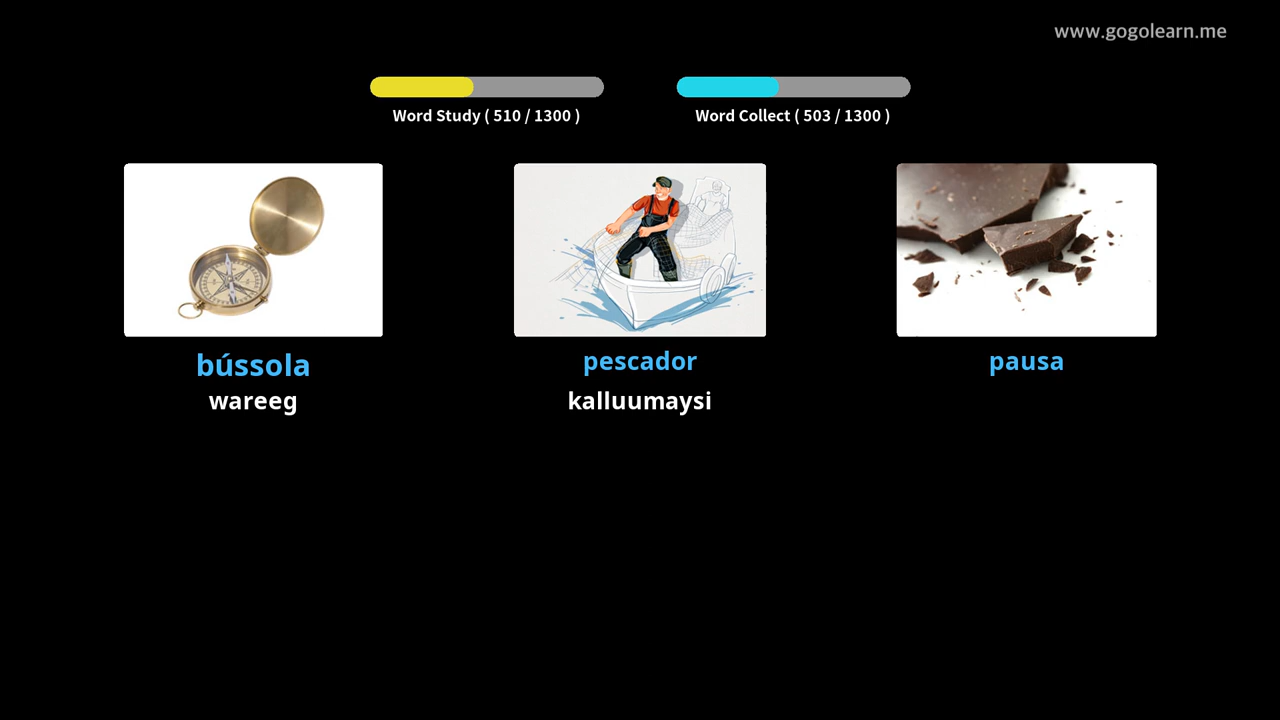 www.gogolearn.me
Word Study ( 510 / 1300 )
Word Collect ( 503 / 1300 )
bússola
wareeg
pescador
kalluumaysi
pausa